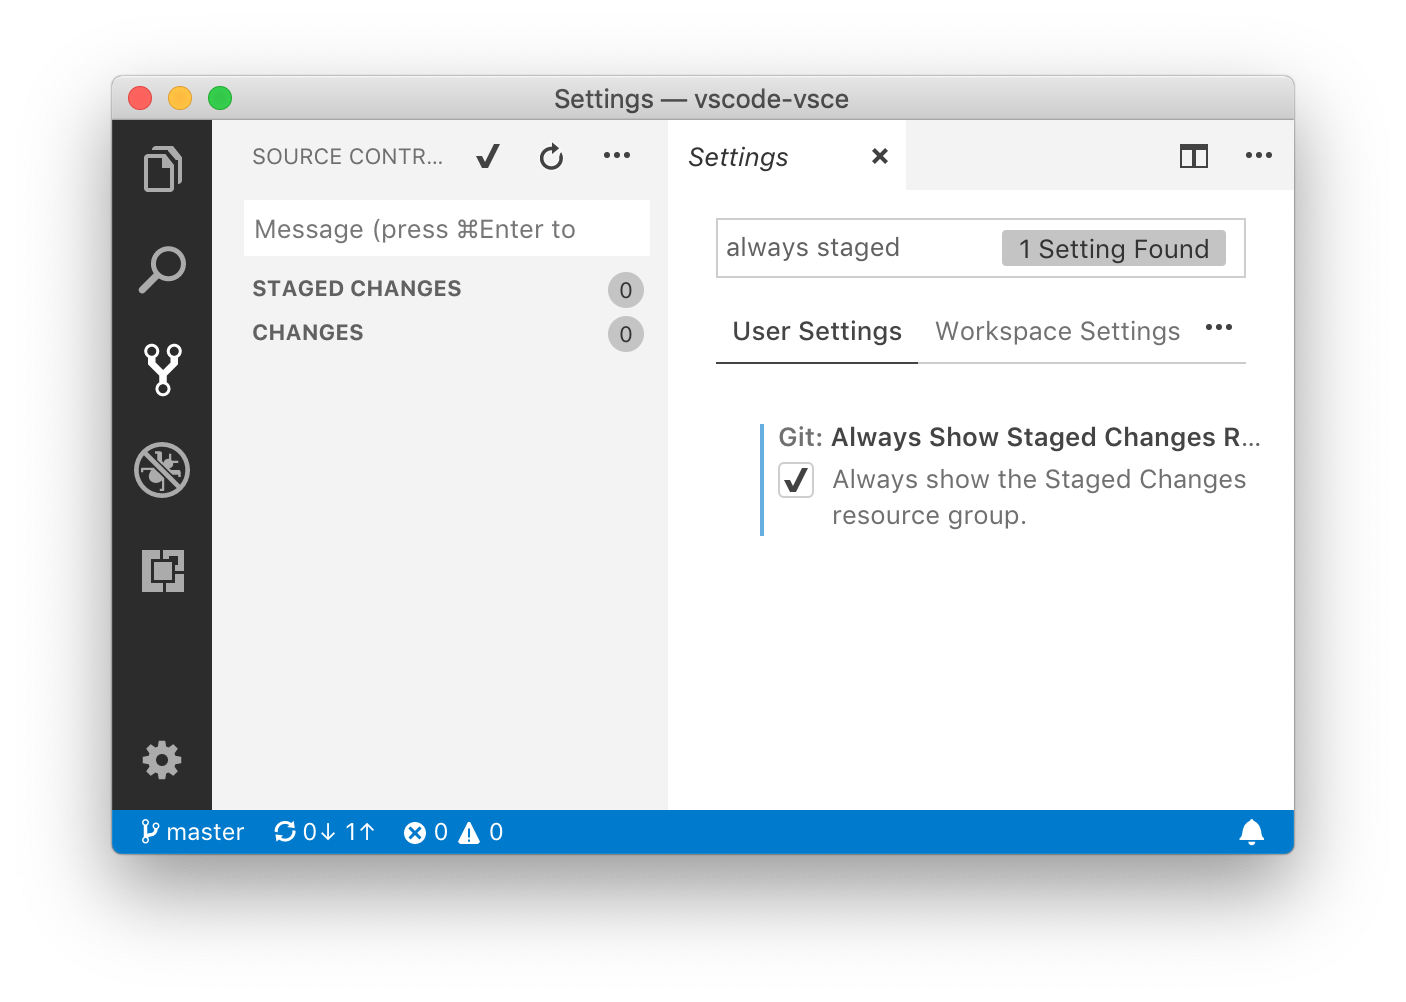 Settings — vscode-vsce
SOURCE CONTR...
Message (press ⌘Enter to
STAGED CHANGES 0
CHANGES 0
Settings
always staged 1 Setting Found
User Settings Workspace Settings
Git: Always Show Staged Changes R...
Always show the Staged Changes
resource group.
master 0↓ 1↑ 0 0